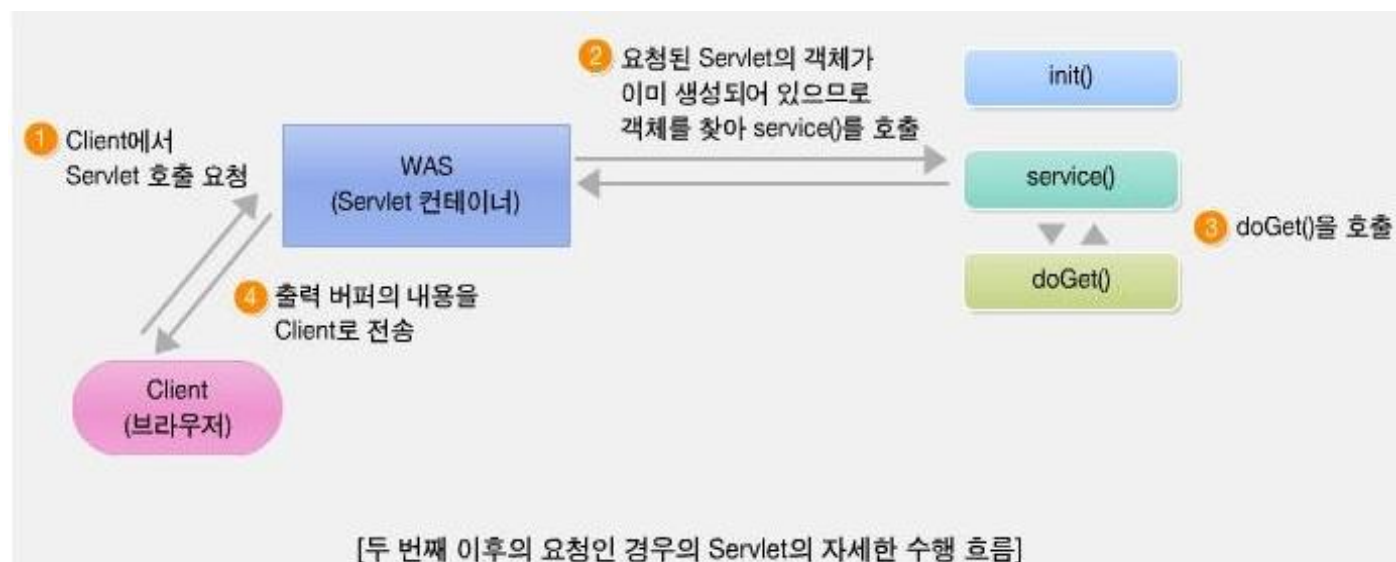 1 Client에서
Servlet 호출 요청
WAS
(Servlet 컨테이너)
2 요청된 Servlet의 객체가
이미 생성되어 있으므로
객체를 찾아 service()를 호출
init()
service()
3 doGet()을 호출
doGet()
4 출력 버퍼의 내용을
Client로 전송
Client
(브라우저)
[두 번째 이후의 요청인 경우의 Servlet의 자세한 수행 흐름]